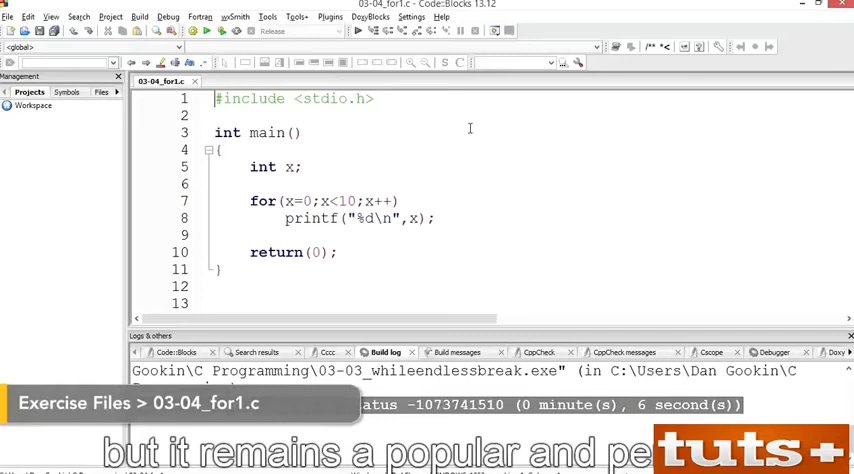 03-04_for1.c - Code::Blocks 13.12
File Edit View Search Project Build Debug Fortran wxSmith Tools Tools+ Plugins DoxyBlocks Settings Help
Release
<global>
/** *<
S C
Management
03-04_for1.c
Projects Symbols Files
Workspace
1 #include <stdio.h>
2
3 int main()
4 {
5 int x;
6
7 for(x=0;x<10;x++)
8 printf("%d\n",x);
9
10 return(0);
11 }
12
13
Logs & others
Code::Blocks Search results Cccc Build log Build messages CppCheck CppCheck messages Cscope Debugger Doxy
Gookin\C Programming\03-03_whileendlessbreak.exe" (in C:\Users\Dan Gookin\C
atus -1073741510 (0 minute(s), 6 second(s))
Exercise Files > 03-04_for1.c
but it remains a popular and pe
tuts+